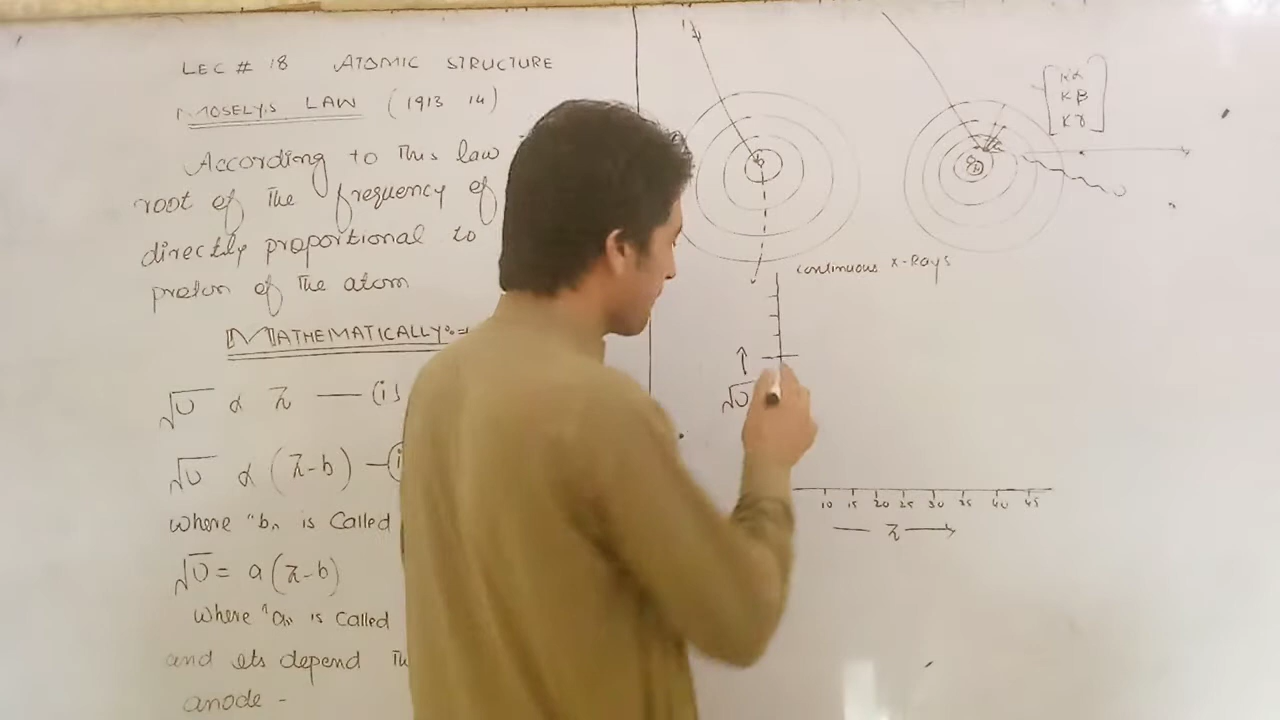 LEC # 18 ATOMIC STRUCTURE
MOSELYIS LAW (1913 14)
According to This law
root of The frequency of
directly proportional to
proton of The atom
MATHEMATICALLY:=
√υ α Z — (i)
√υ α (Z-b) — (i
where "b" is Called
√υ = a(Z-b)
where "a" is called
and its depend Th
anode -
Kα
Kβ
Kγ
continuous X-Rays
√υ
10 15 20 25 30 35 40 45
— Z →